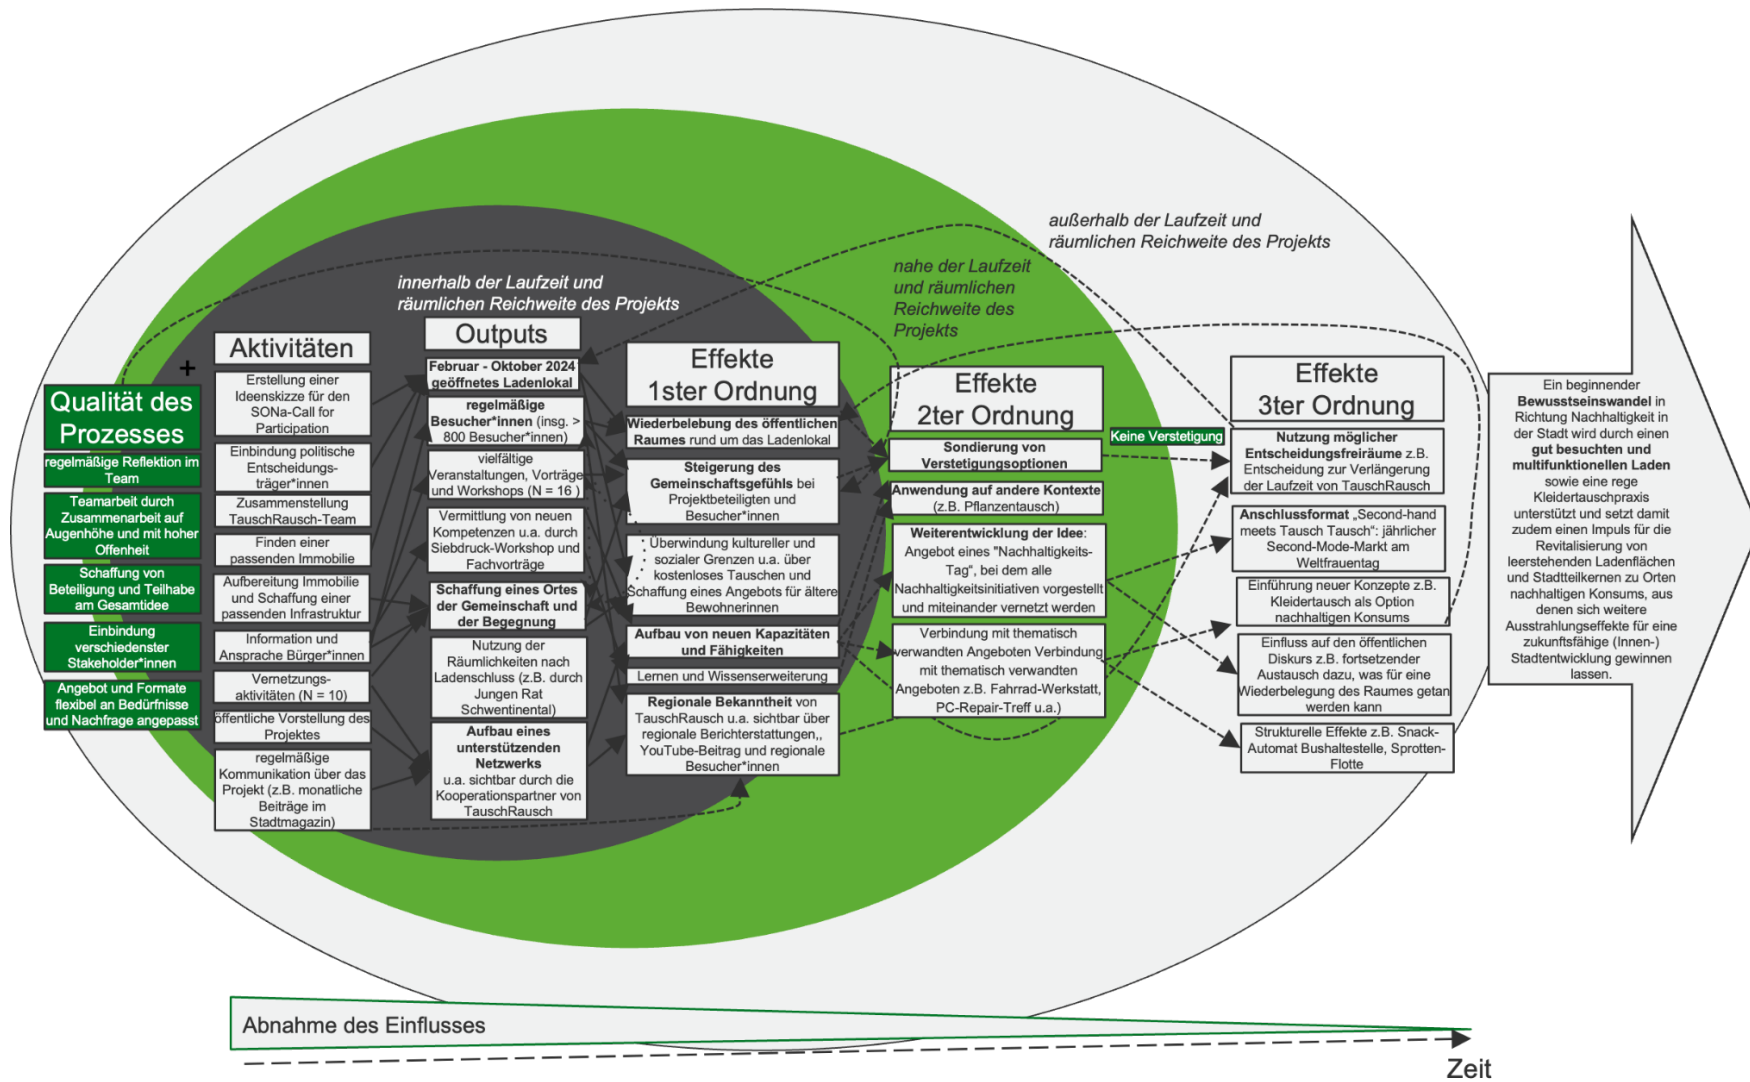 außerhalb der Laufzeit und
räumlichen Reichweite des Projekts
nahe der Laufzeit
und räumlichen
Reichweite des
Projekts
innerhalb der Laufzeit und
räumlichen Reichweite des Projekts
+
Qualität des
Prozesses
regelmäßige Reflektion im
Team
Teamarbeit durch
Zusammenarbeit auf
Augenhöhe und mit hoher
Offenheit
Schaffung von
Beteiligung und Teilhabe
am Gesamtidee
Einbindung
verschiedenster
Stakeholder*innen
Angebot und Formate
flexibel an Bedürfnisse
und Nachfrage angepasst
Aktivitäten
Erstellung einer
Ideenskizze für den
SONa-Call for
Participation
Einbindung politische
Entscheidungs-
träger*innen
Zusammenstellung
TauschRausch-Team
Finden einer
passenden Immobilie
Aufbereitung Immobilie
und Schaffung einer
passenden Infrastruktur
Information und
Ansprache Bürger*innen
Vernetzungs-
aktivitäten (N = 10)
öffentliche Vorstellung des
Projektes
regelmäßige
Kommunikation über das
Projekt (z.B. monatliche
Beiträge im
Stadtmagazin)
Outputs
Februar - Oktober 2024
geöffnetes Ladenlokal
regelmäßige
Besucher*innen (insg. >
800 Besucher*innen)
vielfältige
Veranstaltungen, Vorträge
und Workshops (N = 16 )
Vermittlung von neuen
Kompetenzen u.a. durch
Siebdruck-Workshop und
Fachvorträge
Schaffung eines Ortes
der Gemeinschaft und
der Begegnung
Nutzung der
Räumlichkeiten nach
Ladenschluss (z.B. durch
Jungen Rat
Schwentinental)
Aufbau eines
unterstützenden
Netzwerks
u.a. sichtbar durch die
Kooperationspartner von
TauschRausch
Effekte
1ster Ordnung
Wiederbelebung des öffentlichen
Raumes rund um das Ladenlokal
Steigerung des
Gemeinschaftsgefühls bei
Projektbeteiligten und
Besucher*innen
Überwindung kultureller und
sozialer Grenzen u.a. über
kostenloses Tauschen und
Schaffung eines Angebots für ältere
Bewohnerinnen
Aufbau von neuen Kapazitäten
und Fähigkeiten
Lernen und Wissenserweiterung
Regionale Bekanntheit von
TauschRausch u.a. sichtbar über
regionale Berichterstattungen,,
YouTube-Beitrag und regionale
Besucher*innen
Effekte
2ter Ordnung
Sondierung von
Verstetigungsoptionen
Anwendung auf andere Kontexte
(z.B. Pflanzentausch)
Weiterentwicklung der Idee:
Angebot eines "Nachhaltigkeits-
Tag“, bei dem alle
Nachhaltigkeitsinitiativen vorgestellt
und miteinander vernetzt werden
Verbindung mit thematisch
verwandten Angeboten Verbindung
mit thematisch verwandten
Angeboten z.B. Fahrrad-Werkstatt,
PC-Repair-Treff u.a.)
Keine Verstetigung
Effekte
3ter Ordnung
Nutzung möglicher
Entscheidungsfreiräume z.B.
Entscheidung zur Verlängerung
der Laufzeit von TauschRausch
Anschlussformat „Second-hand
meets Tausch Tausch“: jährlicher
Second-Mode-Markt am
Weltfrauentag
Einführung neuer Konzepte z.B.
Kleidertausch als Option
nachhaltigen Konsums
Einfluss auf den öffentlichen
Diskurs z.B. fortsetzender
Austausch dazu, was für eine
Wiederbelegung des Raumes getan
werden kann
Strukturelle Effekte z.B. Snack-
Automat Bushaltestelle, Sprotten-
Flotte
Ein beginnender
Bewusstseinswandel in
Richtung Nachhaltigkeit in
der Stadt wird durch einen
gut besuchten und
multifunktionellen Laden
sowie eine rege
Kleidertauschpraxis
unterstützt und setzt damit
zudem einen Impuls für die
Revitalisierung von
leerstehenden Ladenflächen
und Stadtteilkernen zu Orten
nachhaltigen Konsums, aus
denen sich weitere
Ausstrahlungseffekte für eine
zukunftsfähige (Innen-)
Stadtentwicklung gewinnen
lassen.
Abnahme des Einflusses
Zeit